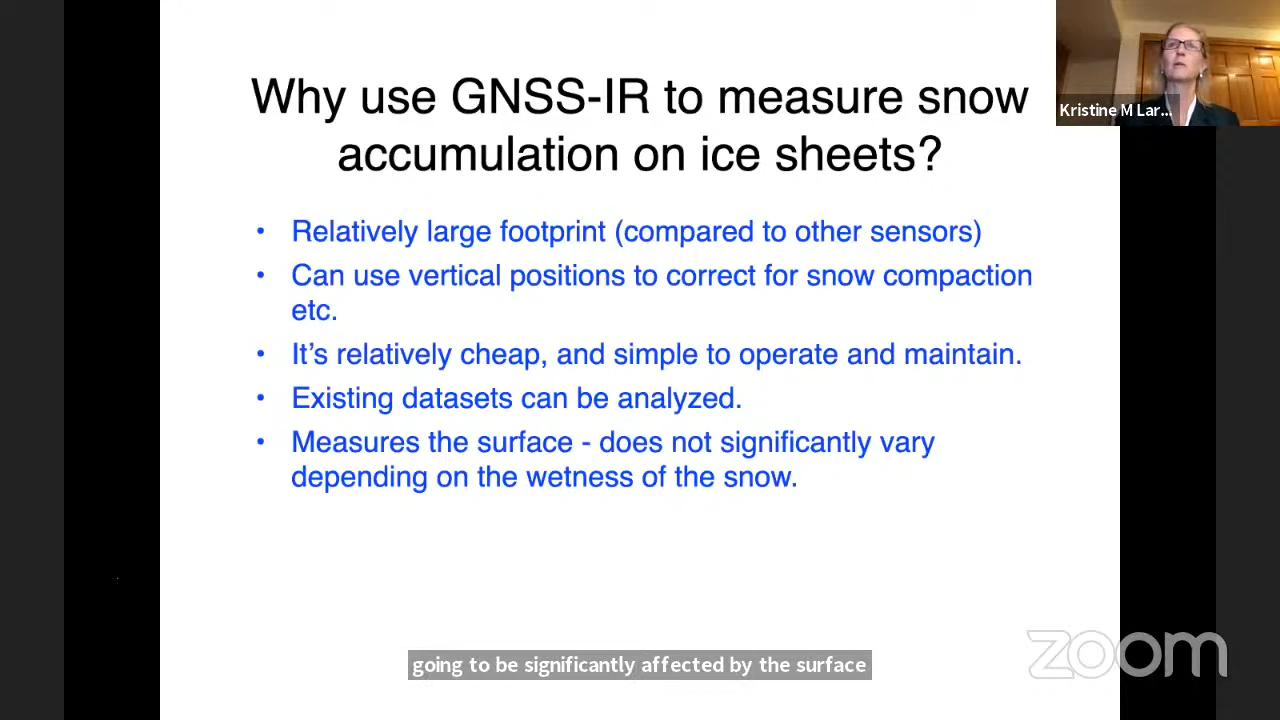 Why use GNSS-IR to measure snow
accumulation on ice sheets?
Kristine M Lar...
• Relatively large footprint (compared to other sensors)
• Can use vertical positions to correct for snow compaction
etc.
• It's relatively cheap, and simple to operate and maintain.
• Existing datasets can be analyzed.
• Measures the surface - does not significantly vary
depending on the wetness of the snow.
zoom
going to be significantly affected by the surface